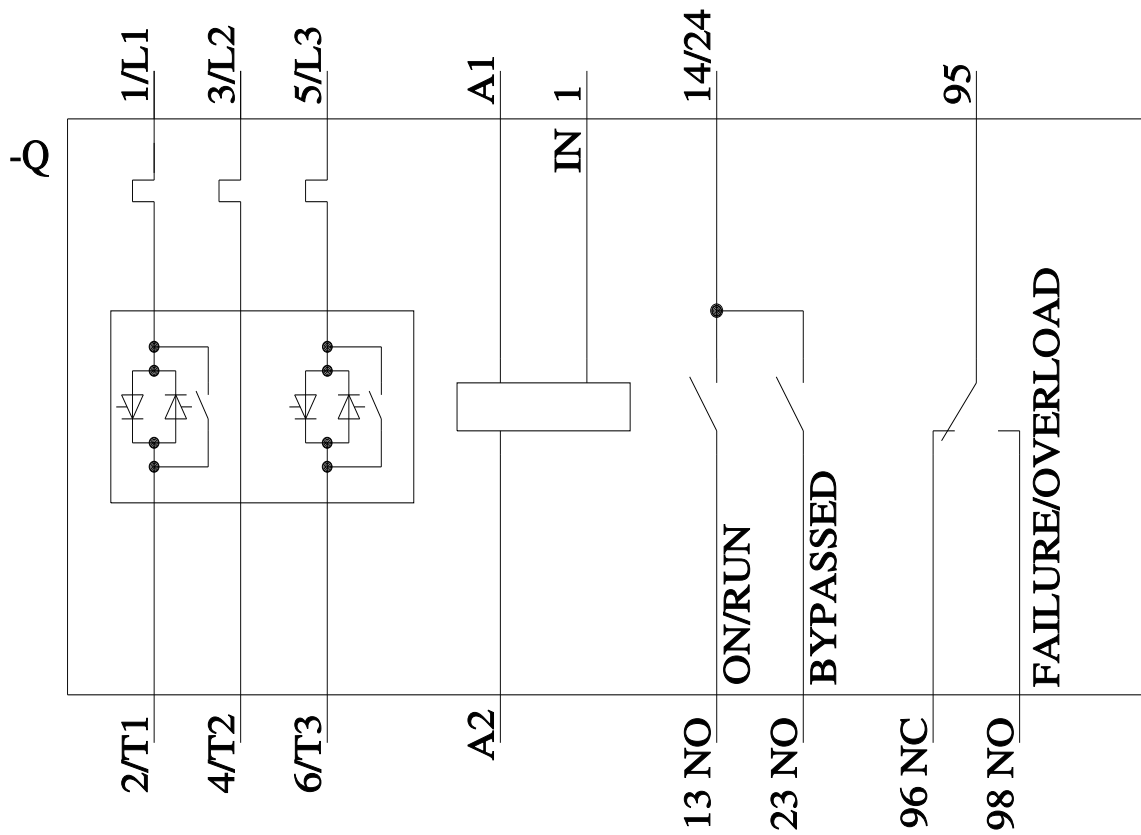 1/L1
3/L2
5/L3
A1
1
14/24
95
-Q
IN
ON/RUN
BYPASSED
FAILURE/OVERLOAD
2/T1
4/T2
6/T3
A2
13 NO
23 NO
96 NC
98 NO